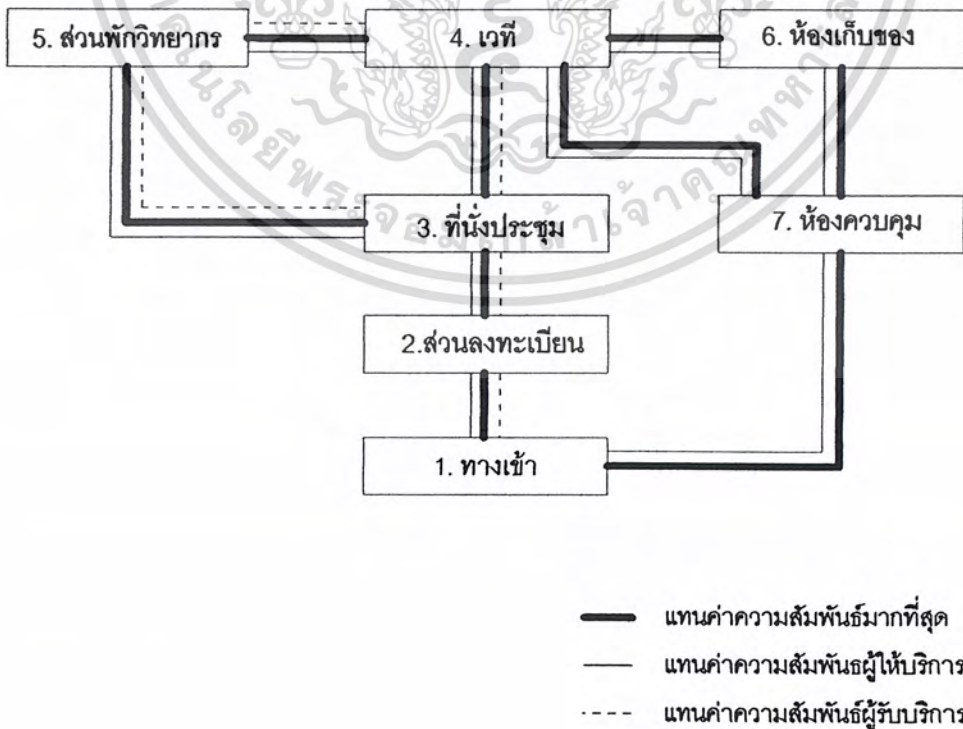 5. ส่วนพักวิทยากร
4. เวที
6. ห้องเก็บของ
3. ที่นั่งประชุม
7. ห้องควบคุม
2.ส่วนลงทะเบียน
1. ทางเข้า
แทนค่าความสัมพันธ์มากที่สุด
แทนค่าความสัมพันธผู้ให้บริการ
แทนค่าความสัมพันธ์ผู้รับบริการ